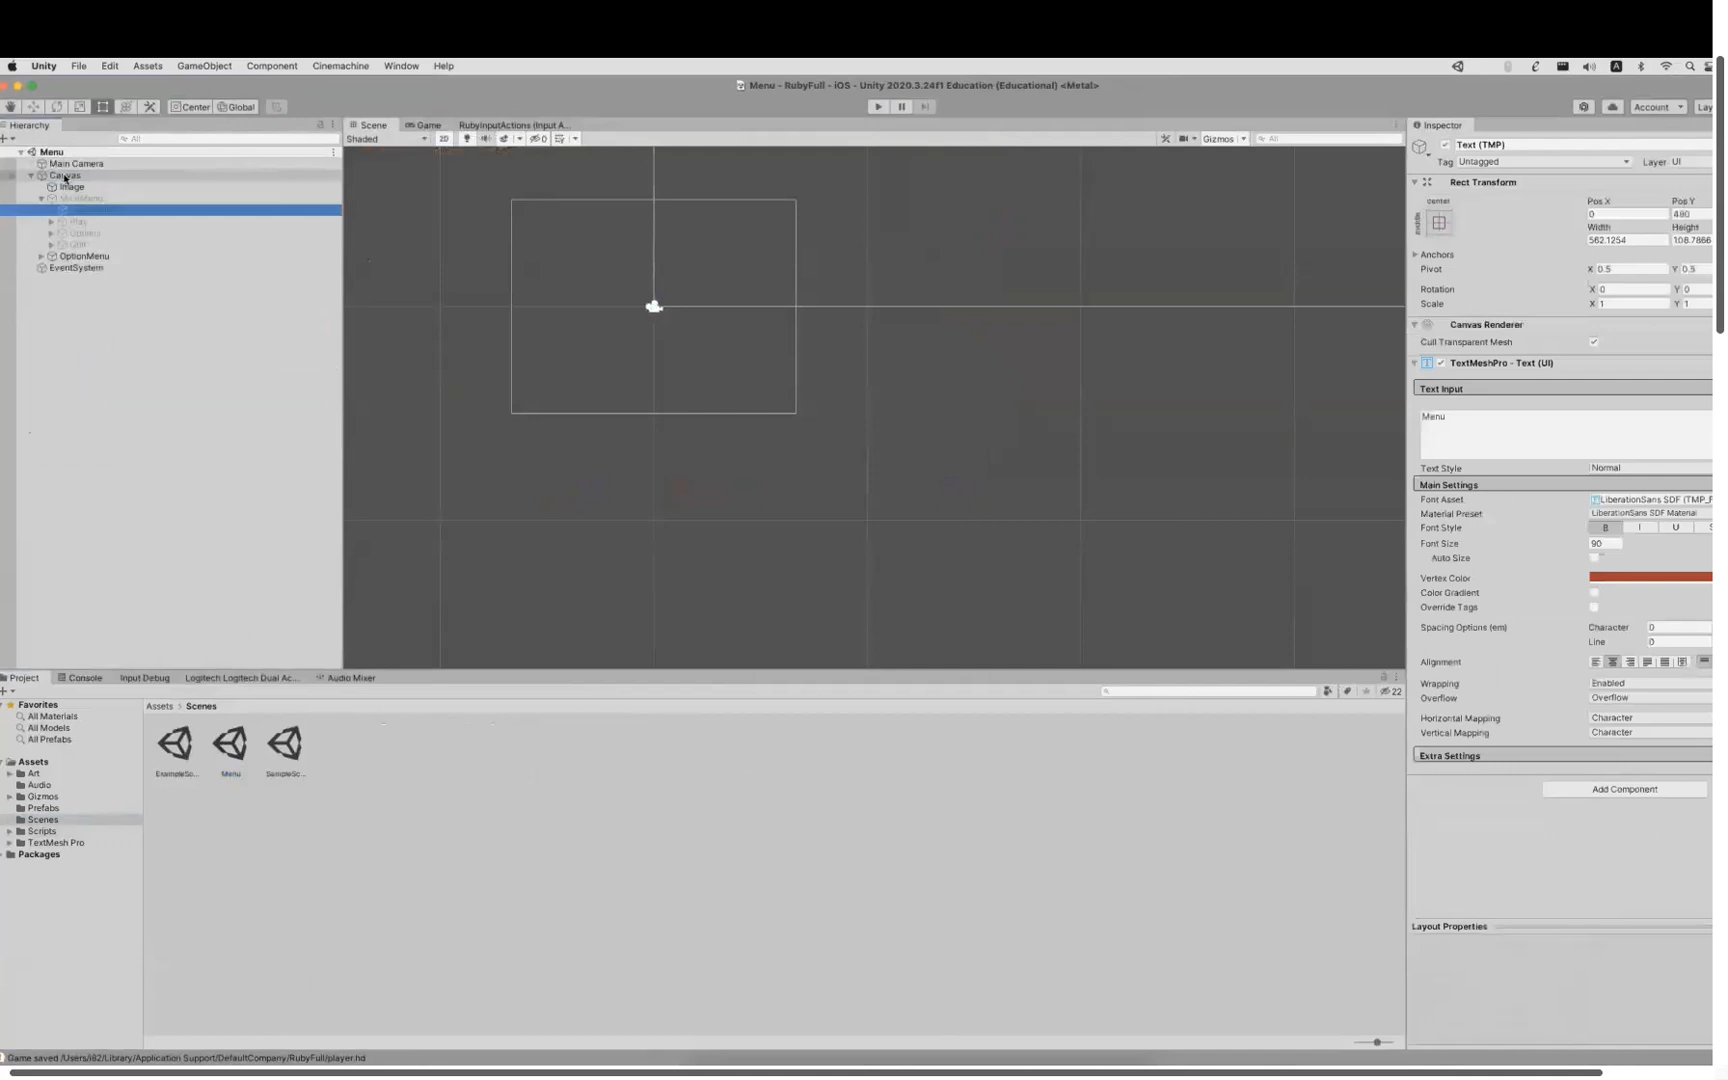 Unity File Edit Assets GameObject Component Cinemachine Window Help
Menu - RubyFull - iOS - Unity 2020.3.24f1 Education (Educational) <Metal>
Center Global
Account
Lay
Hierarchy
All
Menu
Main Camera
Canvas
Image
MainMenu
Play
Options
Quit
OptionMenu
EventSystem
Scene Game RubyInputActions (Input A...
Shaded 2D Gizmos All
Inspector
Text (TMP)
Tag Untagged Layer UI
Rect Transform
center
Pos X Pos Y
0 480
Width Height
562.1254 108.7866
Anchors
Pivot X 0.5 Y 0.5
Rotation X 0 Y 0
Scale X 1 Y 1
Canvas Renderer
Cull Transparent Mesh
TextMeshPro - Text (UI)
Text Input
Menu
Text Style Normal
Main Settings
Font Asset LiberationSans SDF (TMP_F
Material Preset LiberationSans SDF Material
Font Style B I U S
Font Size 90
Auto Size
Vertex Color
Color Gradient
Override Tags
Spacing Options (em) Character 0
Line 0
Alignment
Wrapping Enabled
Overflow Overflow
Horizontal Mapping Character
Vertical Mapping Character
Extra Settings
Add Component
Layout Properties
Project Console Input Debug Logitech Logitech Dual Ac... Audio Mixer
22
Favorites
All Materials
All Models
All Prefabs
Assets
Art
Audio
Gizmos
Prefabs
Scenes
Scripts
TextMesh Pro
Packages
Assets Scenes
ExampleSc... Menu SampleSc...
Game saved /Users/i82/Library/Application Support/DefaultCompany/RubyFull/player.hd